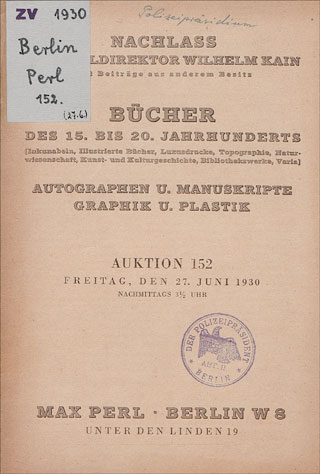 ZV 1930
Berlin
Perl
152.
(27.6.)
Polizeipräsidium
NACHLASS
LDIREKTOR WILHELM KAIN
d Beiträge aus anderem Besitz
BÜCHER
DES 15. BIS 20. JAHRHUNDERTS
(Inkunabeln, Illustrierte Bücher, Luxusdrucke, Topographie, Natur-
wissenschaft, Kunst- und Kulturgeschichte, Bibliothekswerke, Varia)
AUTOGRAPHEN U. MANUSKRIPTE
GRAPHIK U. PLASTIK
AUKTION 152
FREITAG, DEN 27. JUNI 1930
NACHMITTAGS 3½ UHR
DER POLIZEIPRÄSIDENT
ABT. II.
BERLIN
MAX PERL · BERLIN W 8
UNTER DEN LINDEN 19